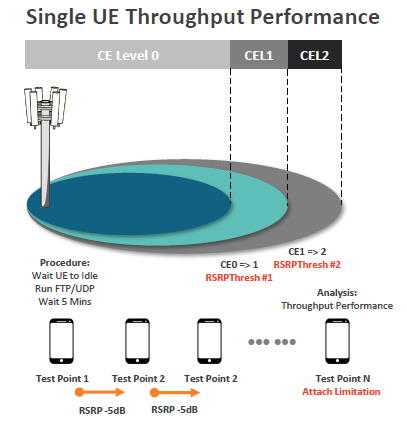 Single UE Throughput Performance
CE Level 0
CEL1
CEL2
CE0 => 1
RSRPThresh #1
CE1 => 2
RSRPThresh #2
Procedure:
Wait UE to Idle
Run FTP/UDP
Wait 5 Mins
Analysis:
Throughput Performance
Test Point 1
Test Point 2
Test Point 2
Test Point N
Attach Limitation
RSRP -5dB
RSRP -5dB